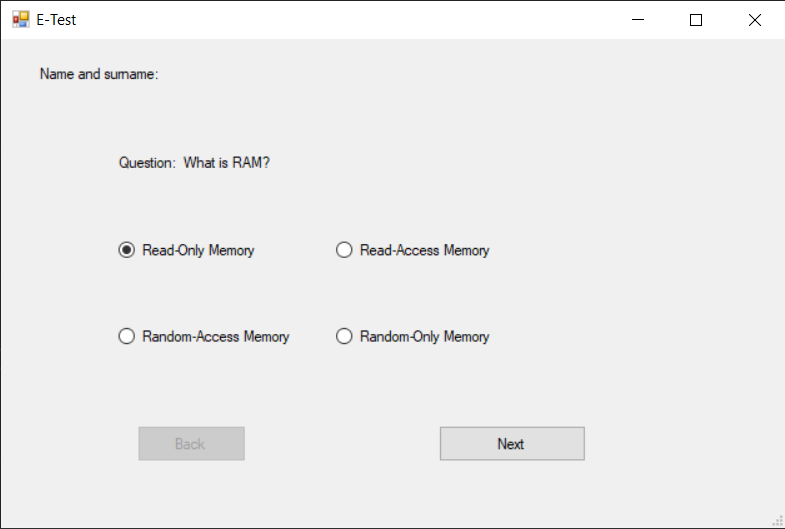 E-Test
Name and surname:
Question:  What is RAM?
Read-Only Memory
Read-Access Memory
Random-Access Memory
Random-Only Memory
Back
Next